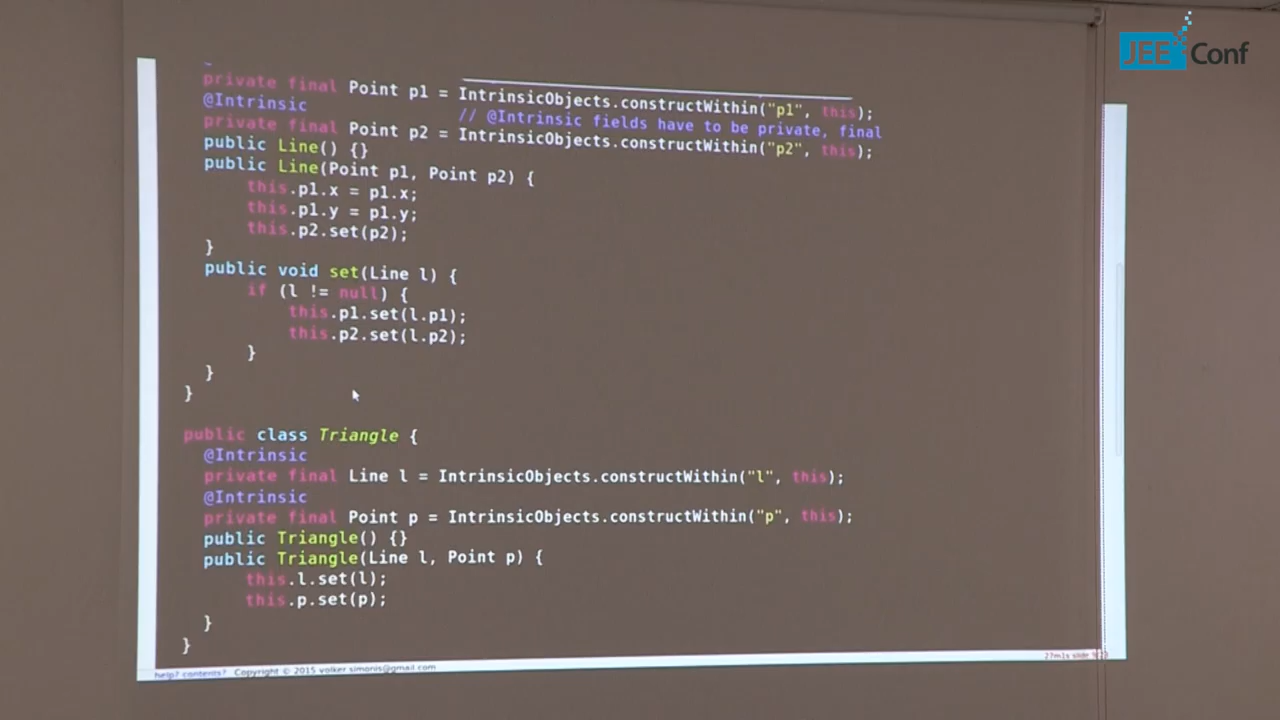 JEE Conf
private final Point p1 = IntrinsicObjects.constructWithin("p1", this);
@Intrinsic // @Intrinsic fields have to be private, final
private final Point p2 = IntrinsicObjects.constructWithin("p2", this);
public Line() {}
public Line(Point p1, Point p2) {
this.p1.x = p1.x;
this.p1.y = p1.y;
this.p2.set(p2);
}
public void set(Line l) {
if (l != null) {
this.p1.set(l.p1);
this.p2.set(l.p2);
}
}
}
public class Triangle {
@Intrinsic
private final Line l = IntrinsicObjects.constructWithin("l", this);
@Intrinsic
private final Point p = IntrinsicObjects.constructWithin("p", this);
public Triangle() {}
public Triangle(Line l, Point p) {
this.l.set(l);
this.p.set(p);
}
}
help? contents? Copyright © 2015 volker.simonis@gmail.com
27m1s slide